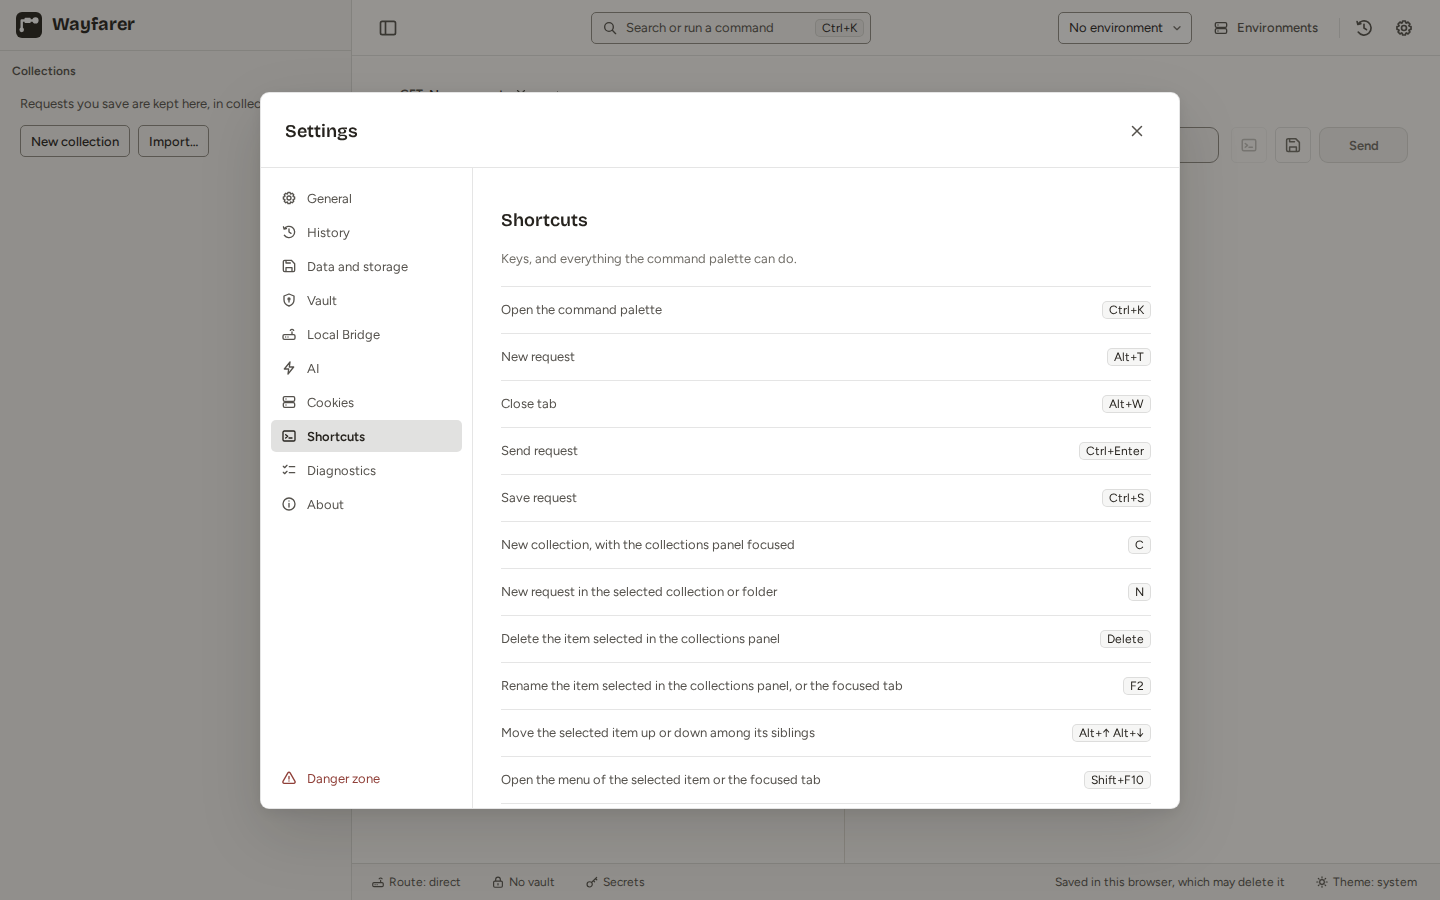 Wayfarer
Search or run a command Ctrl+K
No environment
Environments
Collections
Requests you save are kept here, in collec
New collection
Import...
Send
Settings
General
History
Data and storage
Vault
Local Bridge
AI
Cookies
Shortcuts
Diagnostics
About
Danger zone
Shortcuts
Keys, and everything the command palette can do.
Open the command palette Ctrl+K
New request Alt+T
Close tab Alt+W
Send request Ctrl+Enter
Save request Ctrl+S
New collection, with the collections panel focused C
New request in the selected collection or folder N
Delete the item selected in the collections panel Delete
Rename the item selected in the collections panel, or the focused tab F2
Move the selected item up or down among its siblings Alt+↑ Alt+↓
Open the menu of the selected item or the focused tab Shift+F10
Route: direct
No vault
Secrets
Saved in this browser, which may delete it
Theme: system